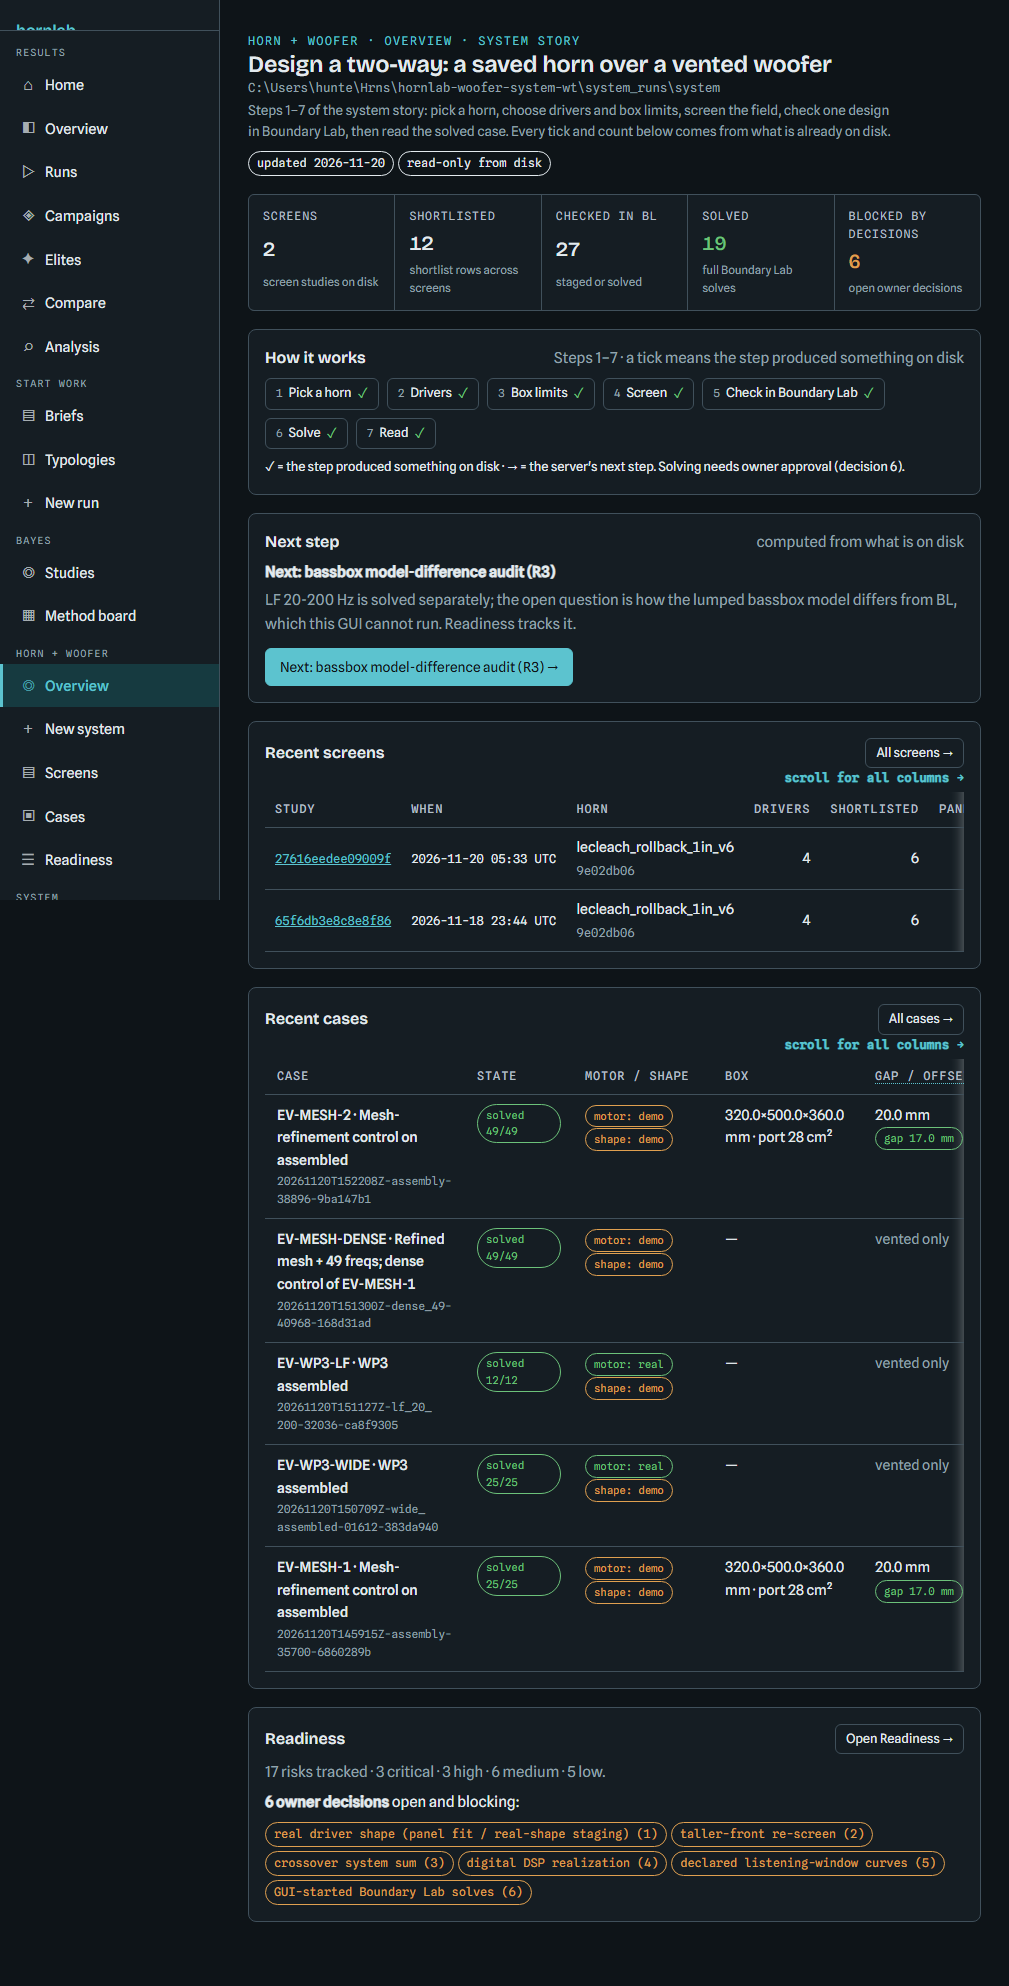 hornlab
RESULTS
Home
Overview
Runs
Campaigns
Elites
Compare
Analysis
START WORK
Briefs
Typologies
New run
BAYES
Studies
Method board
HORN + WOOFER
Overview
New system
Screens
Cases
Readiness
SYSTEM
HORN + WOOFER · OVERVIEW · SYSTEM STORY
Design a two-way: a saved horn over a vented woofer
C:\Users\hunte\Hrns\hornlab-woofer-system-wt\system_runs\system
Steps 1–7 of the system story: pick a horn, choose drivers and box limits, screen the field, check one design
in Boundary Lab, then read the solved case. Every tick and count below comes from what is already on disk.
updated 2026-11-20 read-only from disk
SCREENS
2
screen studies on disk
SHORTLISTED
12
shortlist rows across
screens
CHECKED IN BL
27
staged or solved
SOLVED
19
full Boundary Lab
solves
BLOCKED BY
DECISIONS
6
open owner decisions
How it works
Steps 1–7 · a tick means the step produced something on disk
1 Pick a horn ✓ 2 Drivers ✓ 3 Box limits ✓ 4 Screen ✓ 5 Check in Boundary Lab ✓
6 Solve ✓ 7 Read ✓
✓ = the step produced something on disk · → = the server's next step. Solving needs owner approval (decision 6).
Next step
computed from what is on disk
Next: bassbox model-difference audit (R3)
LF 20-200 Hz is solved separately; the open question is how the lumped bassbox model differs from BL,
which this GUI cannot run. Readiness tracks it.
Next: bassbox model-difference audit (R3) →
Recent screens
All screens →
scroll for all columns →
STUDY WHEN HORN DRIVERS SHORTLISTED PAN
27616eedee09009f 2026-11-20 05:33 UTC lecleach_rollback_1in_v6 4 6
9e02db06
65f6db3e8c8e8f86 2026-11-18 23:44 UTC lecleach_rollback_1in_v6 4 6
9e02db06
Recent cases
All cases →
scroll for all columns →
CASE STATE MOTOR / SHAPE BOX GAP / OFFSE
EV-MESH-2 · Mesh-
refinement control on
assembled
20261120T152208Z-assembly-
38896-9ba147b1
solved
49/49
motor: demo
shape: demo
320.0×500.0×360.0
mm · port 28 cm²
20.0 mm
gap 17.0 mm
EV-MESH-DENSE · Refined
mesh + 49 freqs; dense
control of EV-MESH-1
20261120T151300Z-dense_49-
40968-168d31ad
solved
49/49
motor: demo
shape: demo
—
vented only
EV-WP3-LF · WP3
assembled
20261120T151127Z-lf_20_
200-32036-ca8f9305
solved
12/12
motor: real
shape: demo
—
vented only
EV-WP3-WIDE · WP3
assembled
20261120T150709Z-wide_
assembled-01612-383da940
solved
25/25
motor: real
shape: demo
—
vented only
EV-MESH-1 · Mesh-
refinement control on
assembled
20261120T145915Z-assembly-
35700-6860289b
solved
25/25
motor: demo
shape: demo
320.0×500.0×360.0
mm · port 28 cm²
20.0 mm
gap 17.0 mm
Readiness
Open Readiness →
17 risks tracked · 3 critical · 3 high · 6 medium · 5 low.
6 owner decisions open and blocking:
real driver shape (panel fit / real-shape staging) (1) taller-front re-screen (2)
crossover system sum (3) digital DSP realization (4) declared listening-window curves (5)
GUI-started Boundary Lab solves (6)